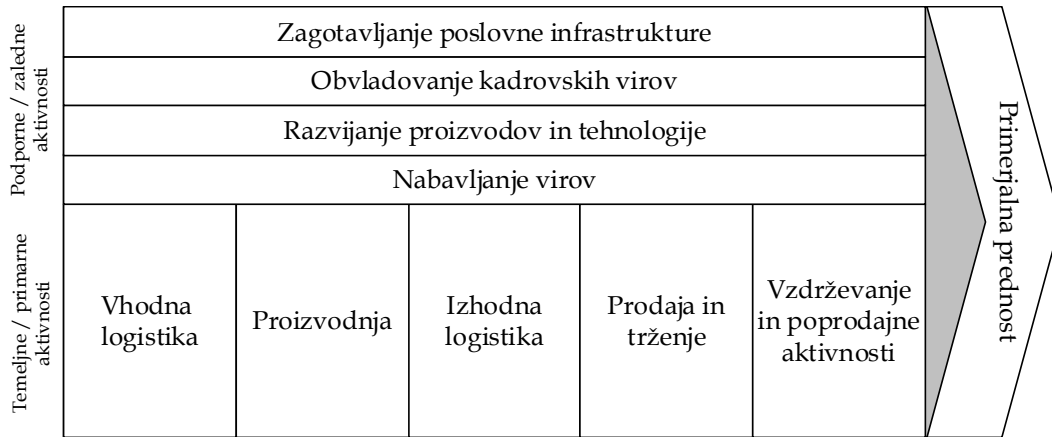 Podporne / zaledne
aktivnosti
Zagotavljanje poslovne infrastrukture
Obvladovanje kadrovskih virov
Razvijanje proizvodov in tehnologije
Nabavljanje virov
Temeljne / primarne
aktivnosti
Vhodna
logistika
Proizvodnja
Izhodna
logistika
Prodaja in
trženje
Vzdrževanje
in poprodajne
aktivnosti
Primerjalna prednost